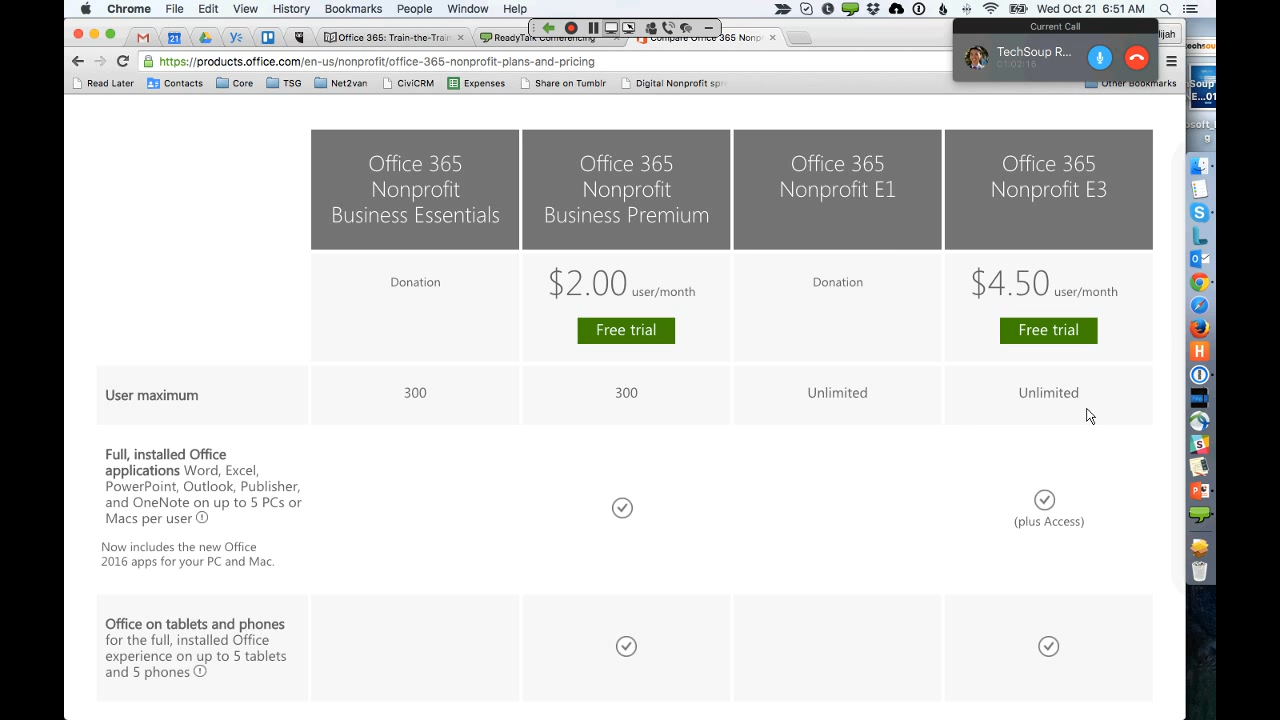 Chrome File Edit View History Bookmarks People Window Help
Wed Oct 21 6:51 AM
Current Call
TechSoup R...
01:02:16
Office 365: Train-the-Train
ReadyTalk Conferencing
Compare Office 365 Nonpr
https://products.office.com/en-us/nonprofit/office-365-nonprofit-plans-and-pricing
Read Later Contacts Core TSG Net2van CiviCRM Expenses Share on Tumblr Digital Nonprofit spre Other Bookmarks
Office 365
Nonprofit
Business Essentials
Office 365
Nonprofit
Business Premium
Office 365
Nonprofit E1
Office 365
Nonprofit E3
Donation
$2.00 user/month
Free trial
Donation
$4.50 user/month
Free trial
User maximum
300
300
Unlimited
Unlimited
Full, installed Office
applications Word, Excel,
PowerPoint, Outlook, Publisher,
and OneNote on up to 5 PCs or
Macs per user
(plus Access)
Now includes the new Office
2016 apps for your PC and Mac.
Office on tablets and phones
for the full, installed Office
experience on up to 5 tablets
and 5 phones